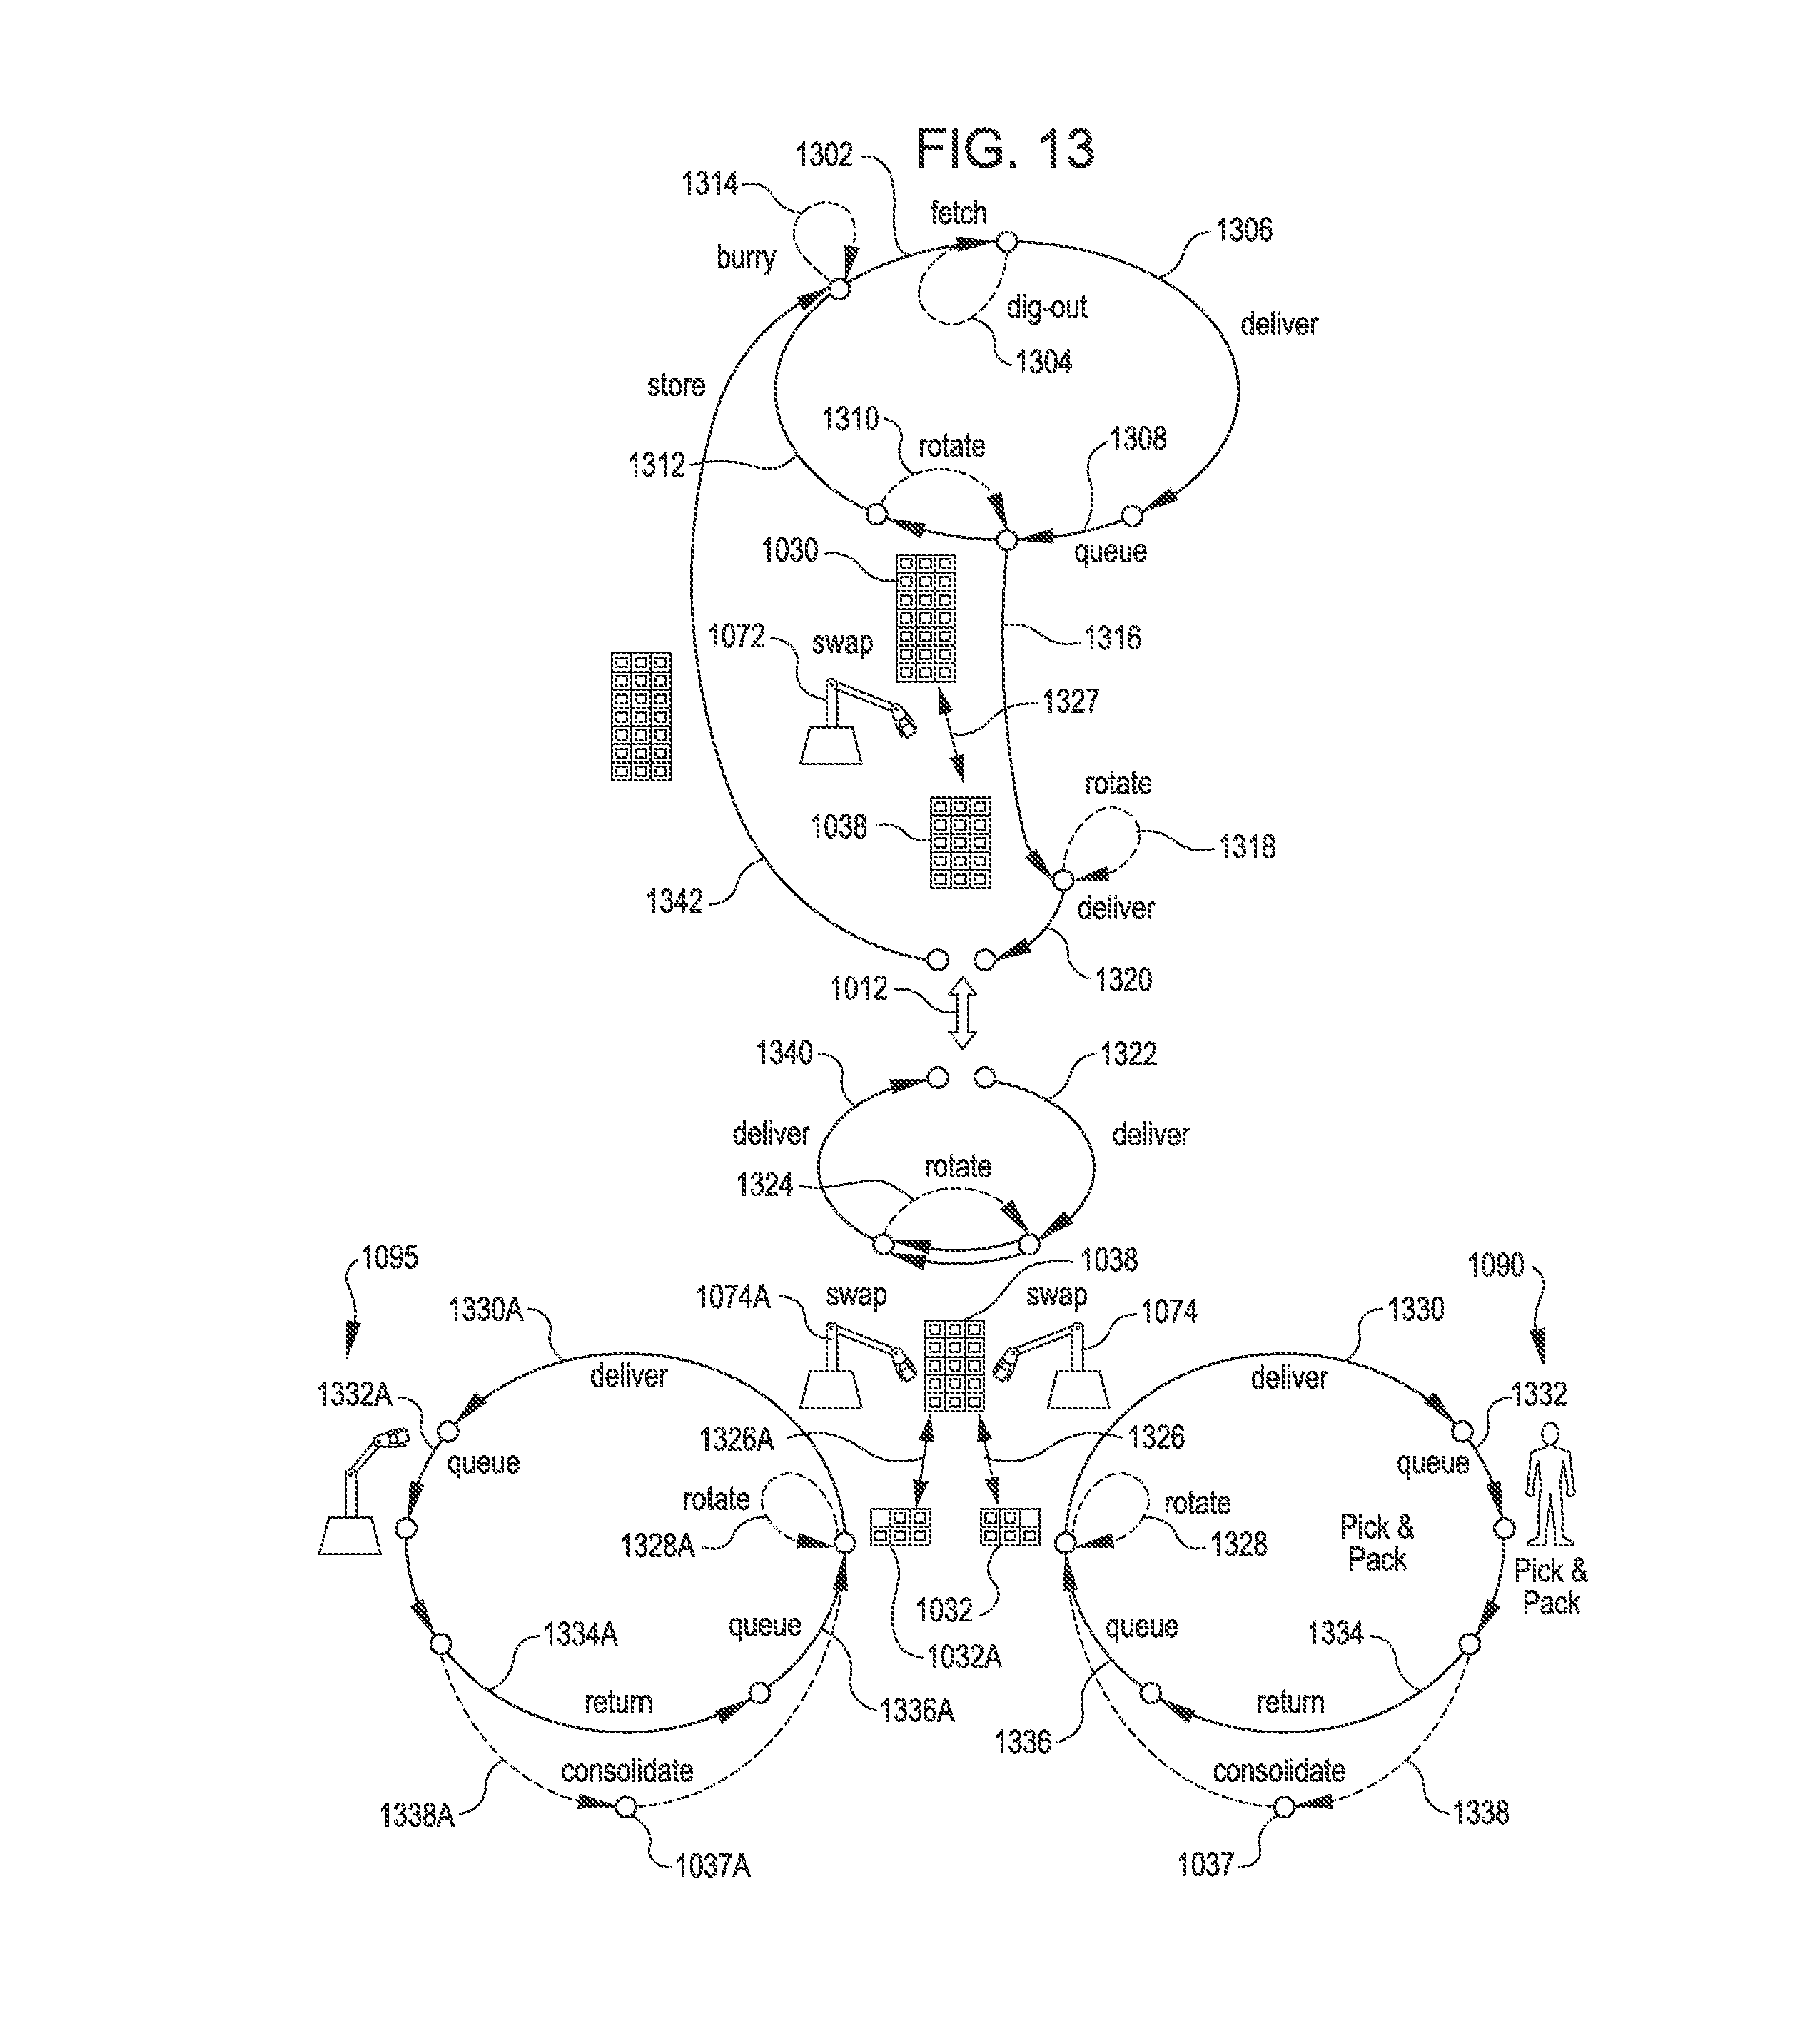 FIG. 13
1302
1314
fetch
1306
burry
dig-out
deliver
1304
store
1310
rotate
1308
1312
1030
queue
1072
swap
1316
1327
rotate
1038
1318
1342
deliver
1012
1320
1340
1322
deliver
deliver
1324
rotate
1095
1038
1090
1074A
swap
swap
1074
1330A
1330
deliver
deliver
1332A
1332
1326A
1326
queue
queue
rotate
rotate
1328A
1328
Pick &
Pack
Pick &
Pack
1032
1334A
queue
1032A
queue
1334
return
1336A
1336
return
consolidate
consolidate
1338A
1338
1037A
1037